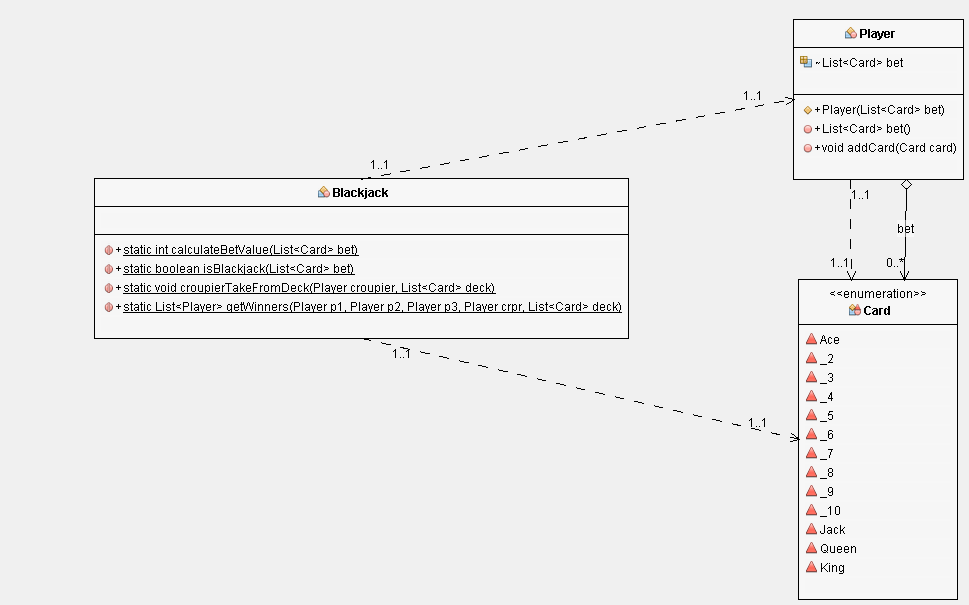 Player
~List<Card> bet
+Player(List<Card> bet)
+List<Card> bet()
+void addCard(Card card)
1..1
1..1
Blackjack
+static int calculateBetValue(List<Card> bet)
+static boolean isBlackjack(List<Card> bet)
+static void croupierTakeFromDeck(Player croupier, List<Card> deck)
+static List<Player> getWinners(Player p1, Player p2, Player p3, Player crpr, List<Card> deck)
1..1
bet
1..1
0..*
<<enumeration>>
Card
Ace
_2
_3
_4
_5
_6
_7
_8
_9
_10
Jack
Queen
King
1..1
1..1